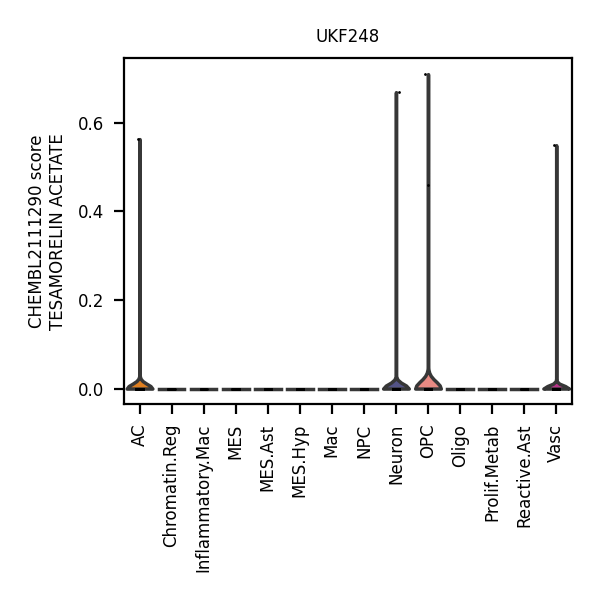 UKF248
CHEMBL2111290 score
TESAMORELIN ACETATE
0.6
0.4
0.2
0.0
AC
Chromatin.Reg
Inflammatory.Mac
MES
MES.Ast
MES.Hyp
Mac
NPC
Neuron
OPC
Oligo
Prolif.Metab
Reactive.Ast
Vasc